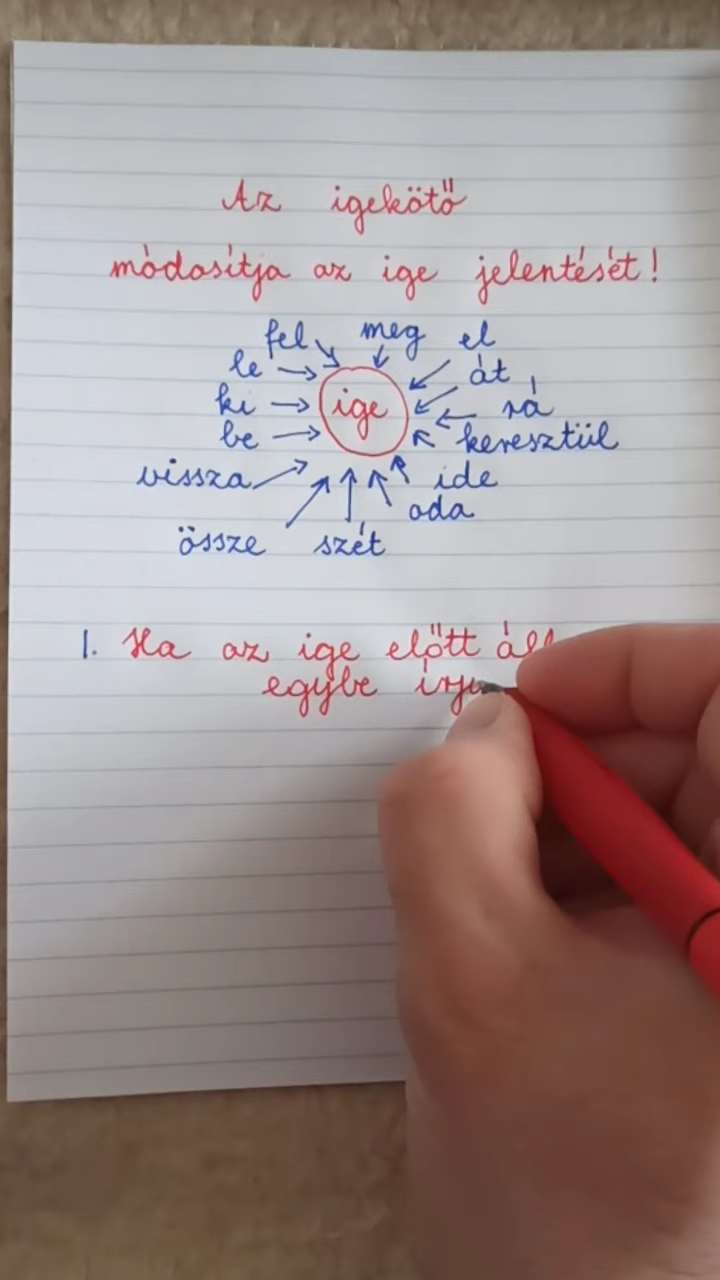 Az igekötő
módosítja az ige jelentését!
fel meg el
le át
ki ige rá
be keresztül
vissza ide
oda
össze szét
1. Ha az ige előtt áll
egybe írju